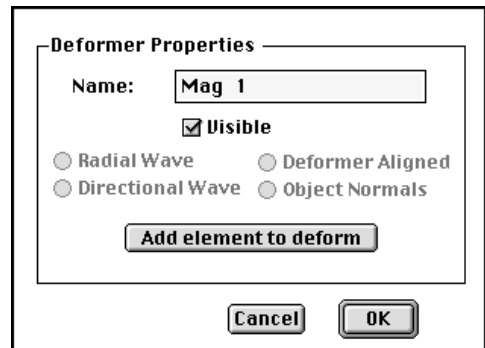 Deformer Properties
Name: Mag 1
Visible
Radial Wave Deformer Aligned
Directional Wave Object Normals
Add element to deform
Cancel OK